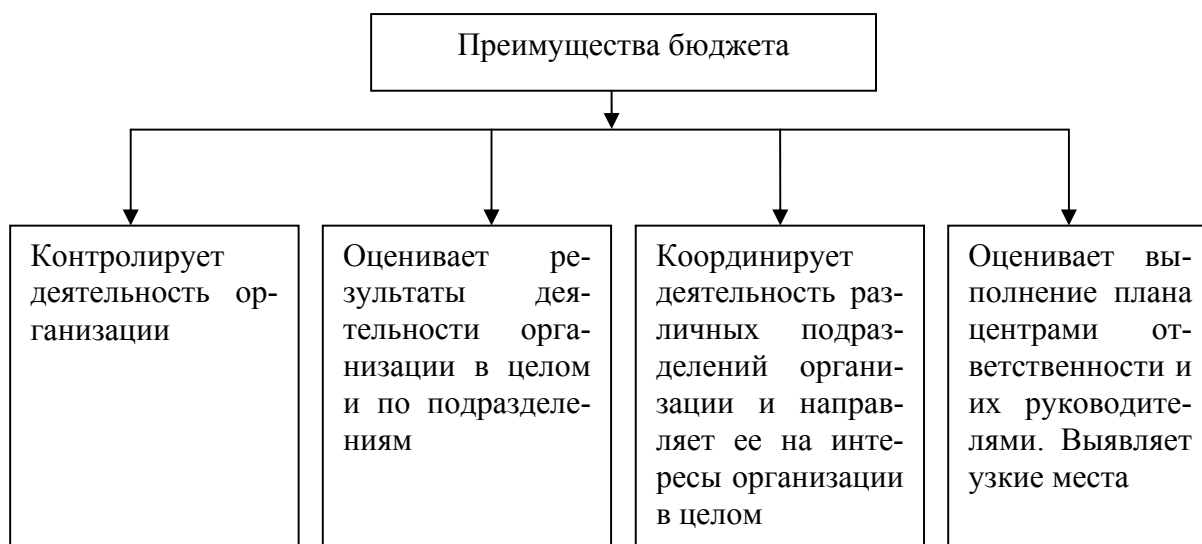 Преимущества бюджета
Контролирует
деятельность ор-
ганизации
Оценивает ре-
зультаты дея-
тельности орга-
низации в целом
и по подразделе-
ниям
Координирует
деятельность раз-
личных подраз-
делений органи-
зации и направ-
ляет ее на инте-
ресы организации
в целом
Оценивает вы-
полнение плана
центрами от-
ветственности и
их руководите-
лями. Выявляет
узкие места